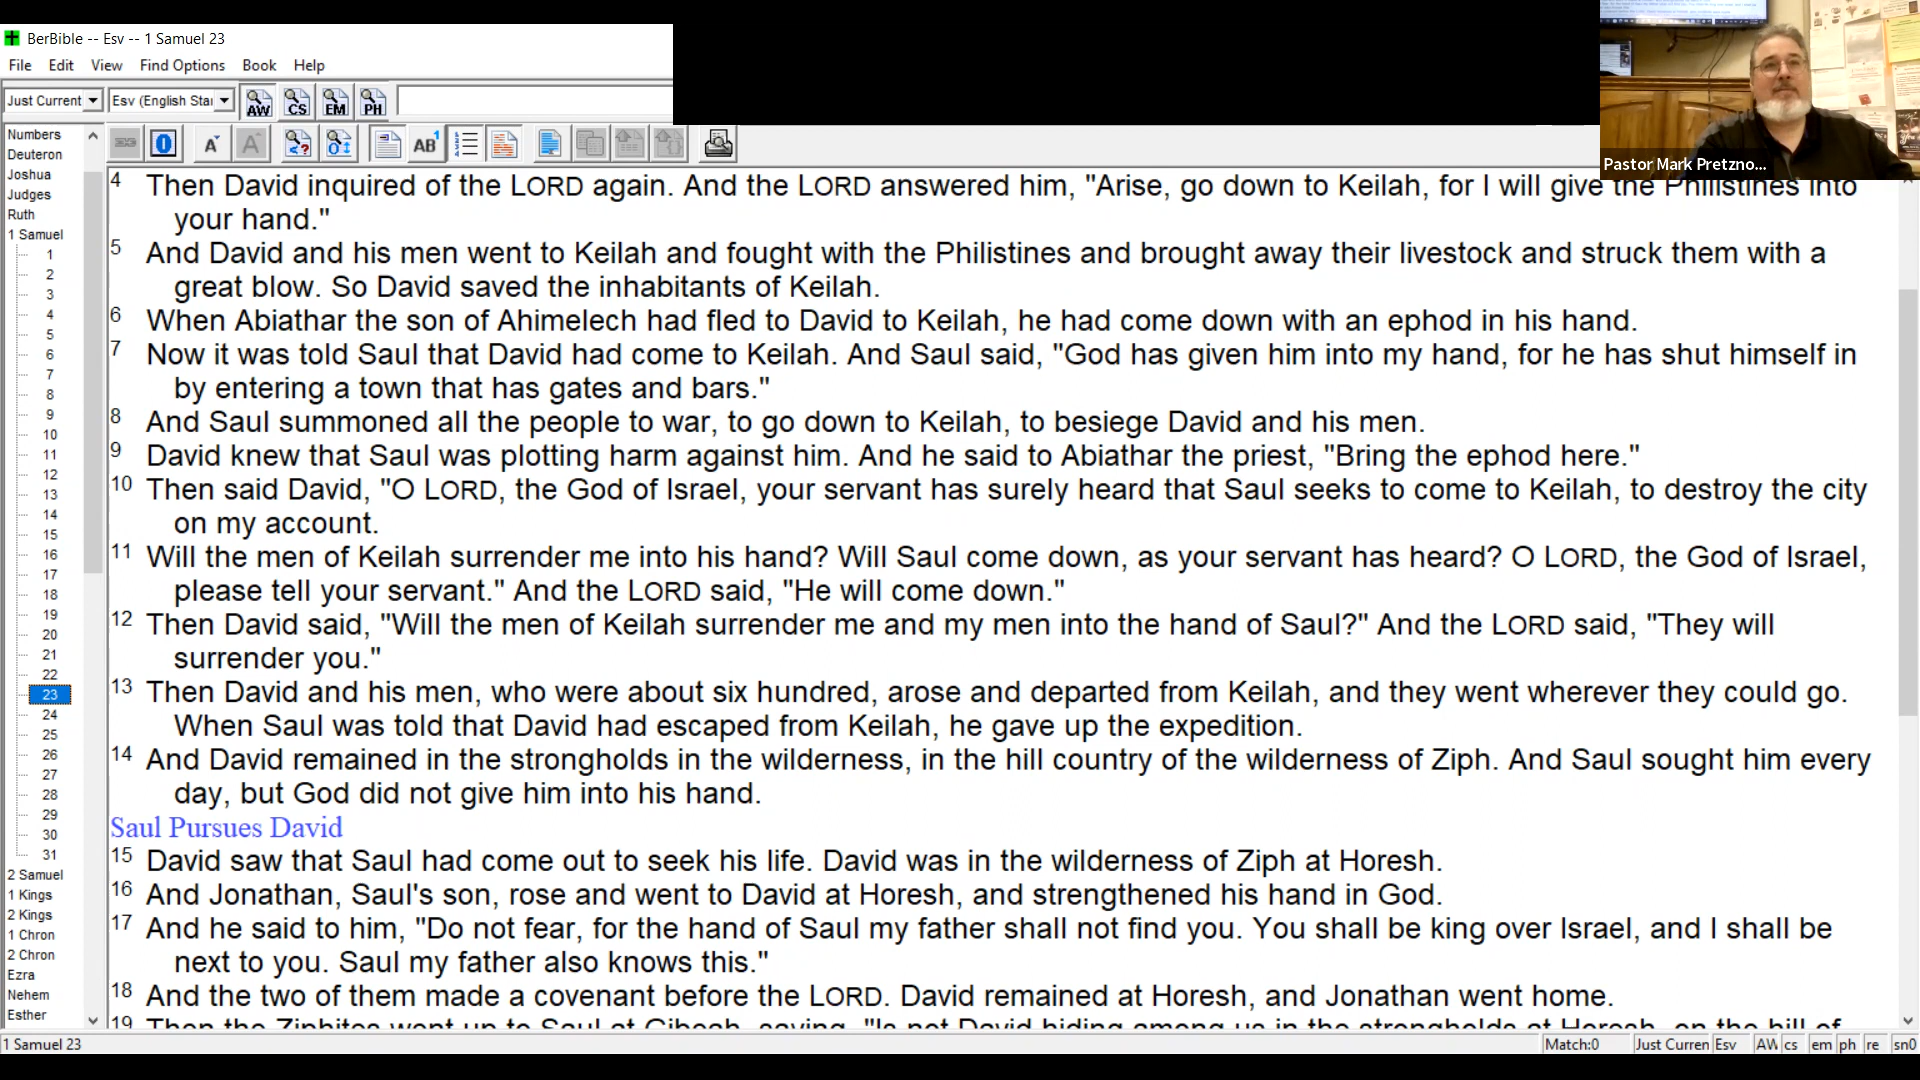 BerBible -- Esv -- 1 Samuel 23
File Edit View Find Options Book Help
Just Current Esv (English Sta AW CS EM PH
Numbers
Deuteron
Joshua
Judges
Ruth
1 Samuel
1
2
3
4
5
6
7
8
9
10
11
12
13
14
15
16
17
18
19
20
21
22
23
24
25
26
27
28
29
30
31
2 Samuel
1 Kings
2 Kings
1 Chron
2 Chron
Ezra
Nehem
Esther
Pastor Mark Pretzno...
4 Then David inquired of the LORD again. And the LORD answered him, "Arise, go down to Keilah, for I will give the Philistines into
your hand."
5 And David and his men went to Keilah and fought with the Philistines and brought away their livestock and struck them with a
great blow. So David saved the inhabitants of Keilah.
6 When Abiathar the son of Ahimelech had fled to David to Keilah, he had come down with an ephod in his hand.
7 Now it was told Saul that David had come to Keilah. And Saul said, "God has given him into my hand, for he has shut himself in
by entering a town that has gates and bars."
8 And Saul summoned all the people to war, to go down to Keilah, to besiege David and his men.
9 David knew that Saul was plotting harm against him. And he said to Abiathar the priest, "Bring the ephod here."
10 Then said David, "O LORD, the God of Israel, your servant has surely heard that Saul seeks to come to Keilah, to destroy the city
on my account.
11 Will the men of Keilah surrender me into his hand? Will Saul come down, as your servant has heard? O LORD, the God of Israel,
please tell your servant." And the LORD said, "He will come down."
12 Then David said, "Will the men of Keilah surrender me and my men into the hand of Saul?" And the LORD said, "They will
surrender you."
13 Then David and his men, who were about six hundred, arose and departed from Keilah, and they went wherever they could go.
When Saul was told that David had escaped from Keilah, he gave up the expedition.
14 And David remained in the strongholds in the wilderness, in the hill country of the wilderness of Ziph. And Saul sought him every
day, but God did not give him into his hand.
Saul Pursues David
15 David saw that Saul had come out to seek his life. David was in the wilderness of Ziph at Horesh.
16 And Jonathan, Saul's son, rose and went to David at Horesh, and strengthened his hand in God.
17 And he said to him, "Do not fear, for the hand of Saul my father shall not find you. You shall be king over Israel, and I shall be
next to you. Saul my father also knows this."
18 And the two of them made a covenant before the LORD. David remained at Horesh, and Jonathan went home.
19 Then the Ziphites went up to Saul at Gibeah, saying, "Is not David hiding among us in the strongholds at Horesh, on the hill of
1 Samuel 23 Match:0 Just Curren Esv AW cs em ph re sn0